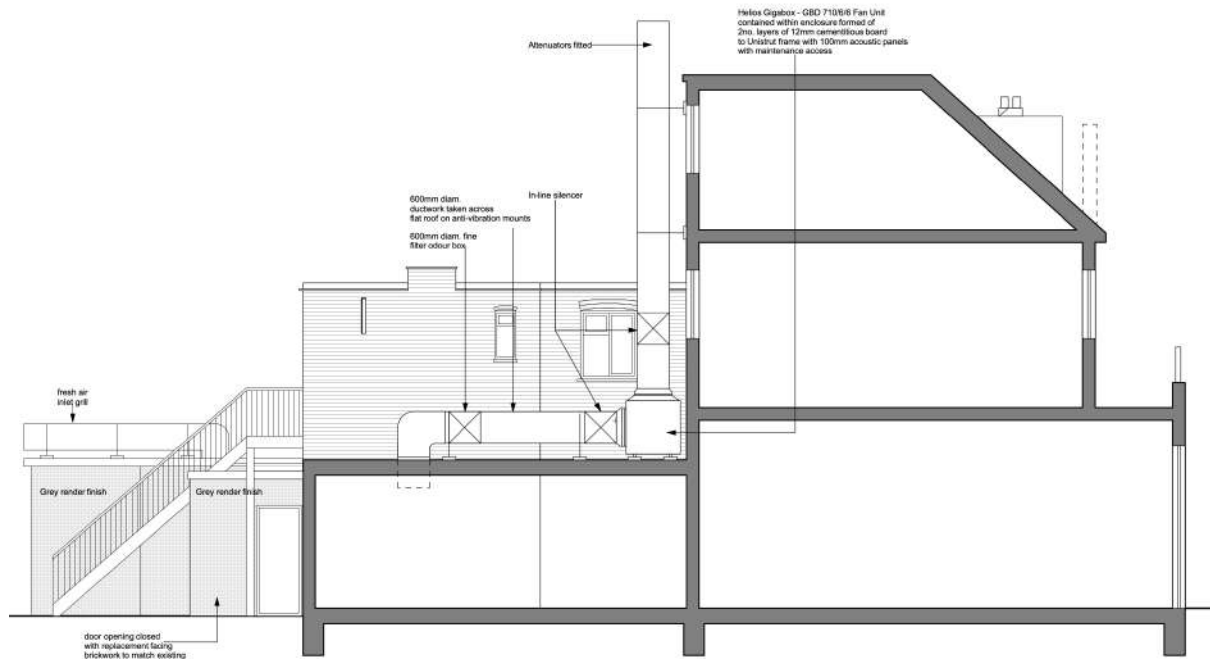 Helios Gigabox - GBD 710/6/6 Fan Unit
contained within enclosure formed of
2no. layers of 12mm cementitious board
to Unistrut frame with 100mm acoustic panels
with maintenance access
Attenuators fitted
600mm diam.
ductwork taken across
flat roof on anti-vibration mounts
600mm diam. fine
filter odour box
In-line silencer
fresh air
inlet grill
Grey render finish
Grey render finish
door opening closed
with replacement facing
brickwork to match existing